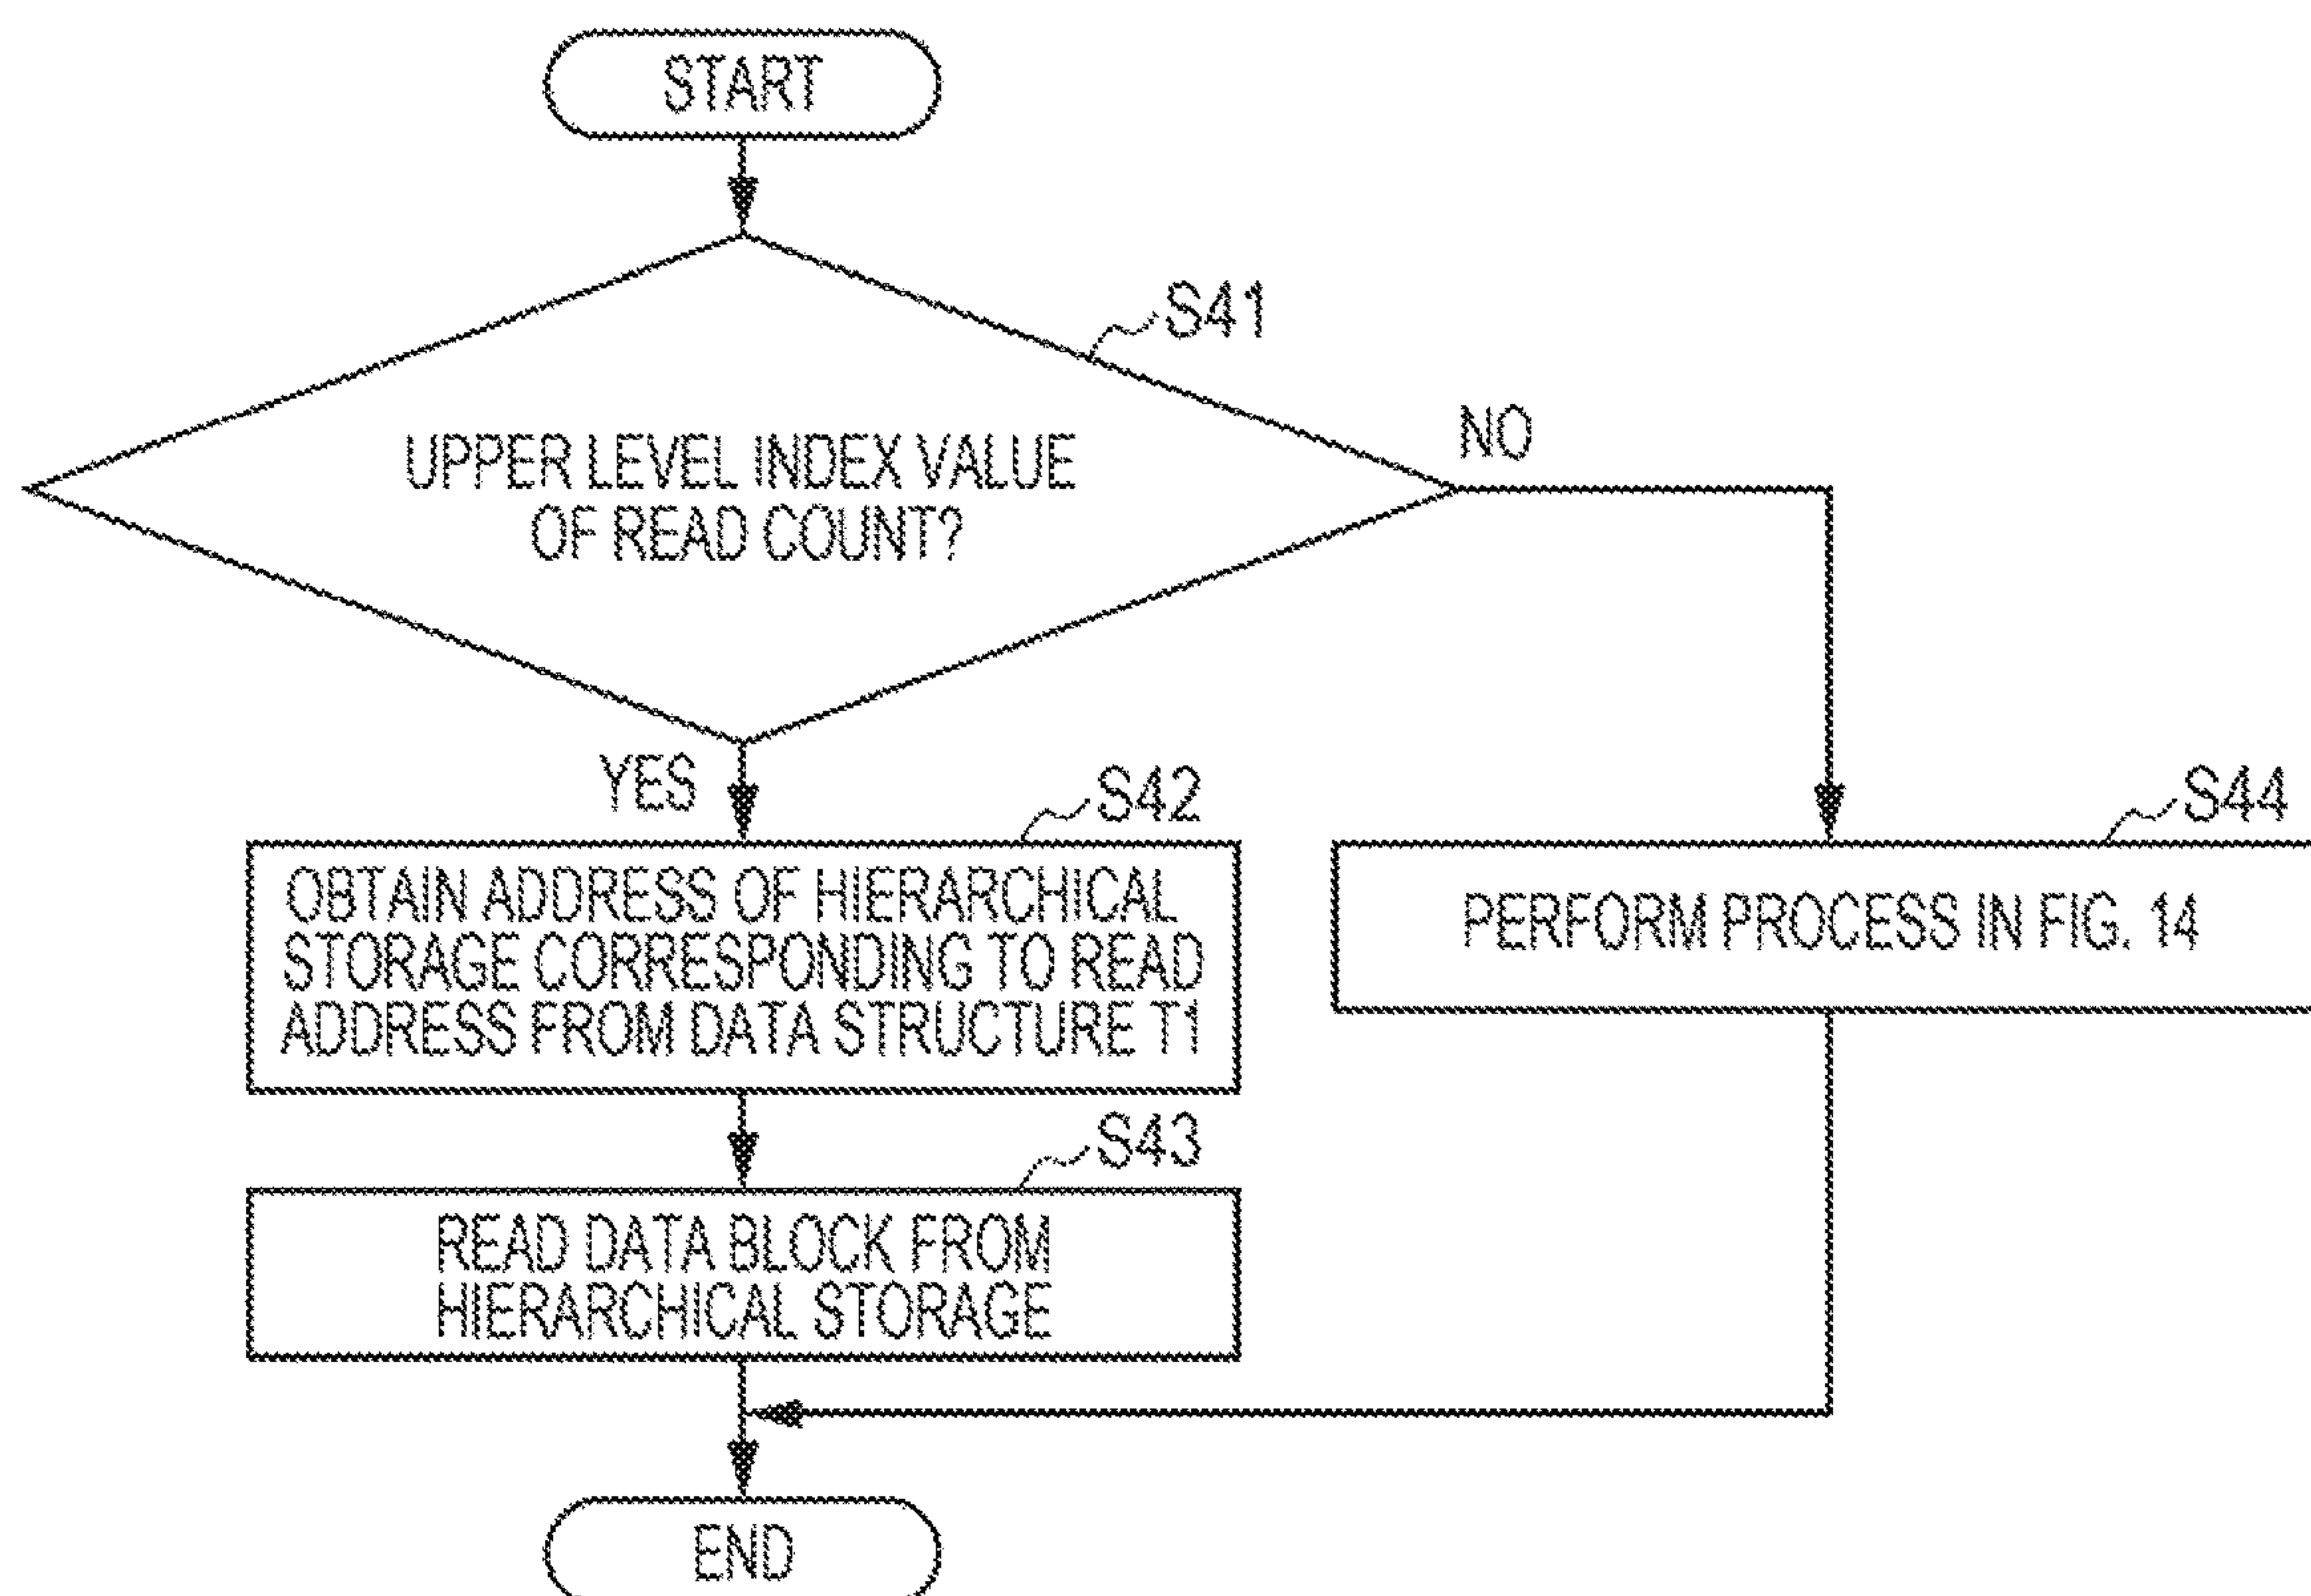 START
S41
NO
UPPER LEVEL INDEX VALUE
OF READ COUNT?
YES
S42
S44
OBTAIN ADDRESS OF HIERARCHICAL
STORAGE CORRESPONDING TO READ
ADDRESS FROM DATA STRUCTURE T1
PERFORM PROCESS IN FIG. 14
S43
READ DATA BLOCK FROM
HIERARCHICAL STORAGE
END